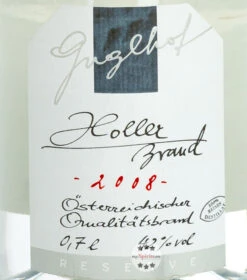 Guglhof
Holler
Brand
- 2008 -
Österreichischer
Qualitätsbrand
0,7 l 42% vol
RESERVE